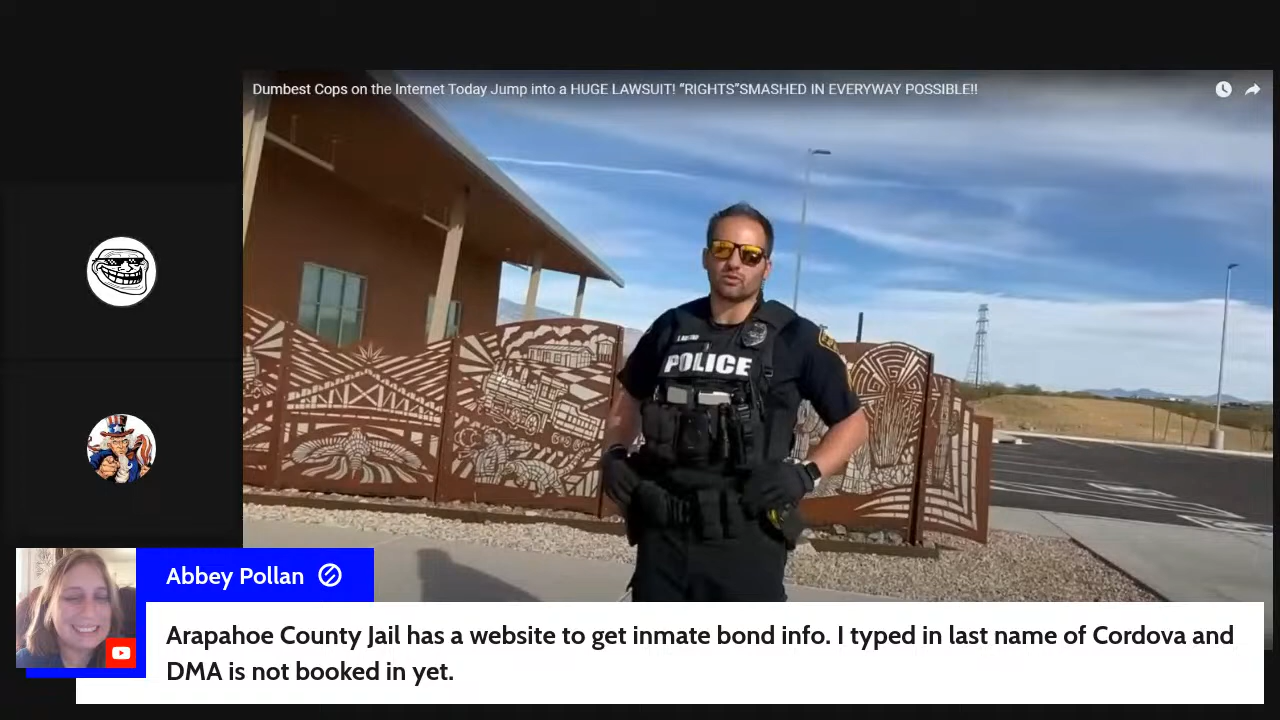 Dumbest Cops on the Internet Today Jump into a HUGE LAWSUIT! "RIGHTS"SMASHED IN EVERYWAY POSSIBLE!!
POLICE
Abbey Pollan
Arapahoe County Jail has a website to get inmate bond info. I typed in last name of Cordova and
DMA is not booked in yet.